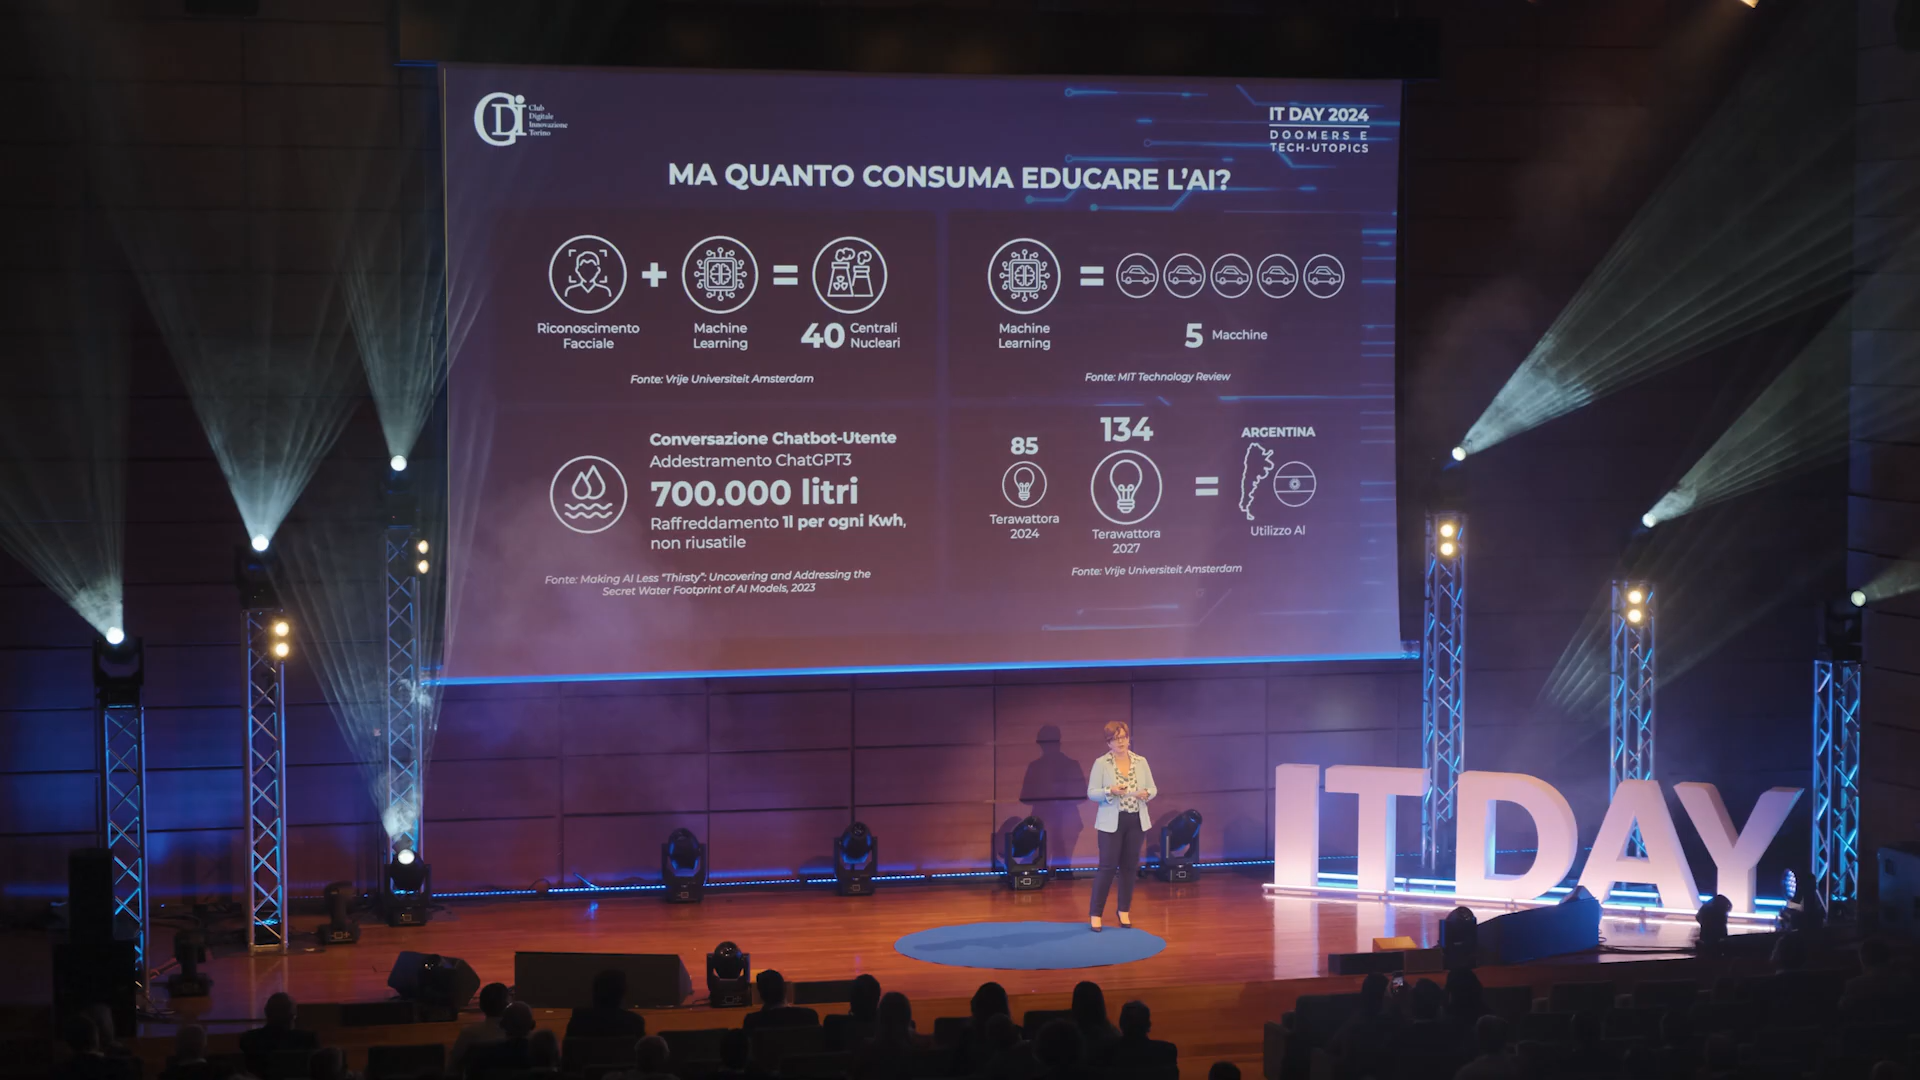 CDi
Club
Digitale
Innovazione
Torino
IT DAY 2024
DOOMERS E
TECH-UTOPICS
MA QUANTO CONSUMA EDUCARE L'AI?
+
=
Riconoscimento
Facciale
Machine
Learning
40 Centrali
Nucleari
Fonte: Vrije Universiteit Amsterdam
=
Machine
Learning
5 Macchine
Fonte: MIT Technology Review
Conversazione Chatbot-Utente
Addestramento ChatGPT3
700.000 litri
Raffreddamento 1l per ogni Kwh,
non riusatile
Fonte: Making AI Less "Thirsty": Uncovering and Addressing the
Secret Water Footprint of AI Models, 2023
85
Terawattora
2024
134
Terawattora
2027
=
ARGENTINA
Utilizzo AI
Fonte: Vrije Universiteit Amsterdam
IT DAY